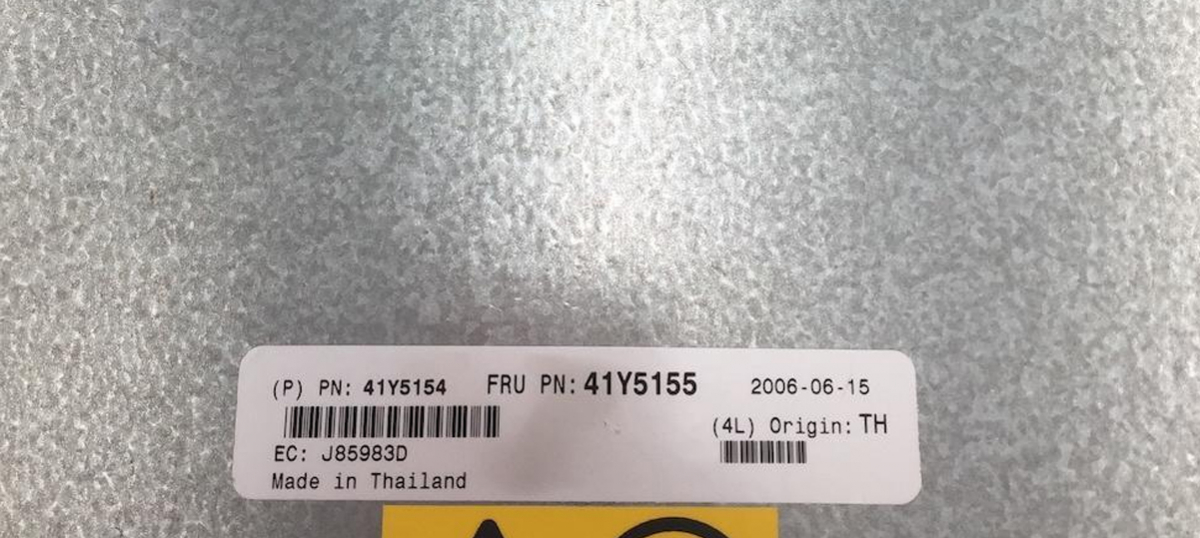 (P) PN: 41Y5154 FRU PN: 41Y5155 2006-06-15
(4L) Origin: TH
EC: J85983D
Made in Thailand